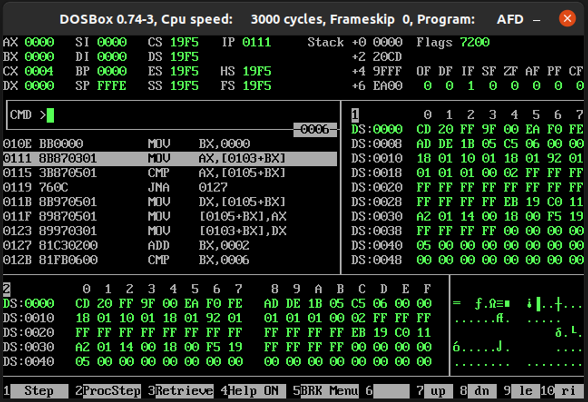 DOSBox 0.74-3, Cpu speed: 3000 cycles, Frameskip 0, Program: AFD
AX 0000 SI 0000 CS 19F5 IP 0111 Stack +0 0000 Flags 7200
BX 0000 DI 0000 DS 19F5 +2 20CD
CX 0004 BP 0000 ES 19F5 HS 19F5 +4 9FFF OF DF IF SF ZF AF PF CF
DX 0000 SP FFFE SS 19F5 FS 19F5 +6 EA00 0 0 1 0 0 0 0 0
CMD >
0006
010E BB0000 MOV BX,0000
0111 8B870301 MOV AX,[0103+BX]
0115 3B870501 CMP AX,[0105+BX]
0119 760C JNA 0127
011B 8B970501 MOV DX,[0105+BX]
011F 89870501 MOV [0105+BX],AX
0123 89970301 MOV [0103+BX],DX
0127 81C30200 ADD BX,0002
012B 81FB0600 CMP BX,0006
1 0 1 2 3 4 5 6 7
DS:0000 CD 20 FF 9F 00 EA F0 FE
DS:0008 AD DE 1B 05 C5 06 00 00
DS:0010 18 01 10 01 18 01 92 01
DS:0018 01 01 01 00 02 FF FF FF
DS:0020 FF FF FF FF FF FF FF FF
DS:0028 FF FF FF FF EB 19 C0 11
DS:0030 A2 01 14 00 18 00 F5 19
DS:0038 FF FF FF FF 00 00 00 00
DS:0040 05 00 00 00 00 00 00 00
DS:0048 00 00 00 00 00 00 00 00
2 0 1 2 3 4 5 6 7 8 9 A B C D E F
DS:0000 CD 20 FF 9F 00 EA F0 FE AD DE 1B 05 C5 06 00 00
DS:0010 18 01 10 01 18 01 92 01 01 01 01 00 02 FF FF FF
DS:0020 FF FF FF FF FF FF FF FF FF FF FF FF EB 19 C0 11
DS:0030 A2 01 14 00 18 00 F5 19 FF FF FF FF 00 00 00 00
DS:0040 05 00 00 00 00 00 00 00 00 00 00 00 00 00 00 00
1 Step 2ProcStep 3Retrieve 4Help ON 5BRK Menu 6 7 up 8 dn 9 le 10 ri